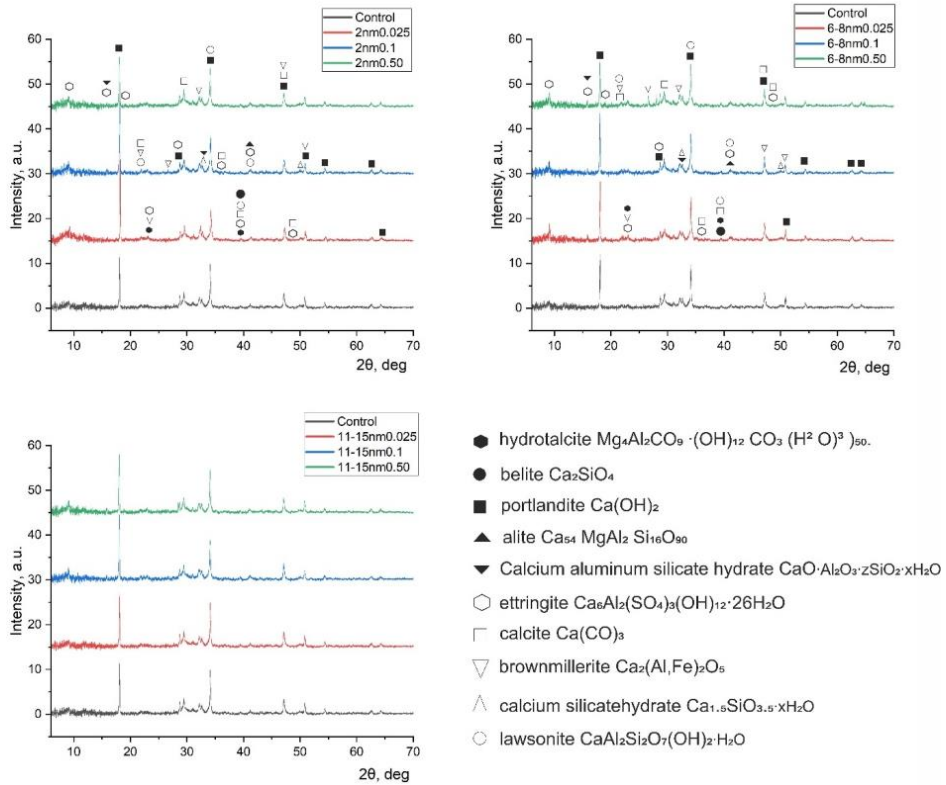 Control
2nm0.025
2nm0.1
2nm0.50
60
50
40
30
20
10
0
Intensity, a.u.
10 20 30 40 50 60 70
2θ, deg
Control
6-8nm0.025
6-8nm0.1
6-8nm0.50
60
50
40
30
20
10
0
Intensity, a.u.
10 20 30 40 50 60 70
2θ, deg
Control
11-15nm0.025
11-15nm0.1
11-15nm0.50
60
50
40
30
20
10
0
Intensity, a.u.
10 20 30 40 50 60 70
2θ, deg
hydrotalcite Mg₄Al₂CO₉ ·(OH)₁₂ CO₃ (H² O)³ )₅₀.
belite Ca₂SiO₄
portlandite Ca(OH)₂
alite Ca₅₄ MgAl₂ Si₁₆O₉₀
Calcium aluminum silicate hydrate CaO·Al₂O₃·zSiO₂·xH₂O
ettringite Ca₆Al₂(SO₄)₃(OH)₁₂·26H₂O
calcite Ca(CO)₃
brownmillerite Ca₂(Al,Fe)₂O₅
calcium silicatehydrate Ca₁.₅SiO₃.₅·xH₂O
lawsonite CaAl₂Si₂O₇(OH)₂·H₂O